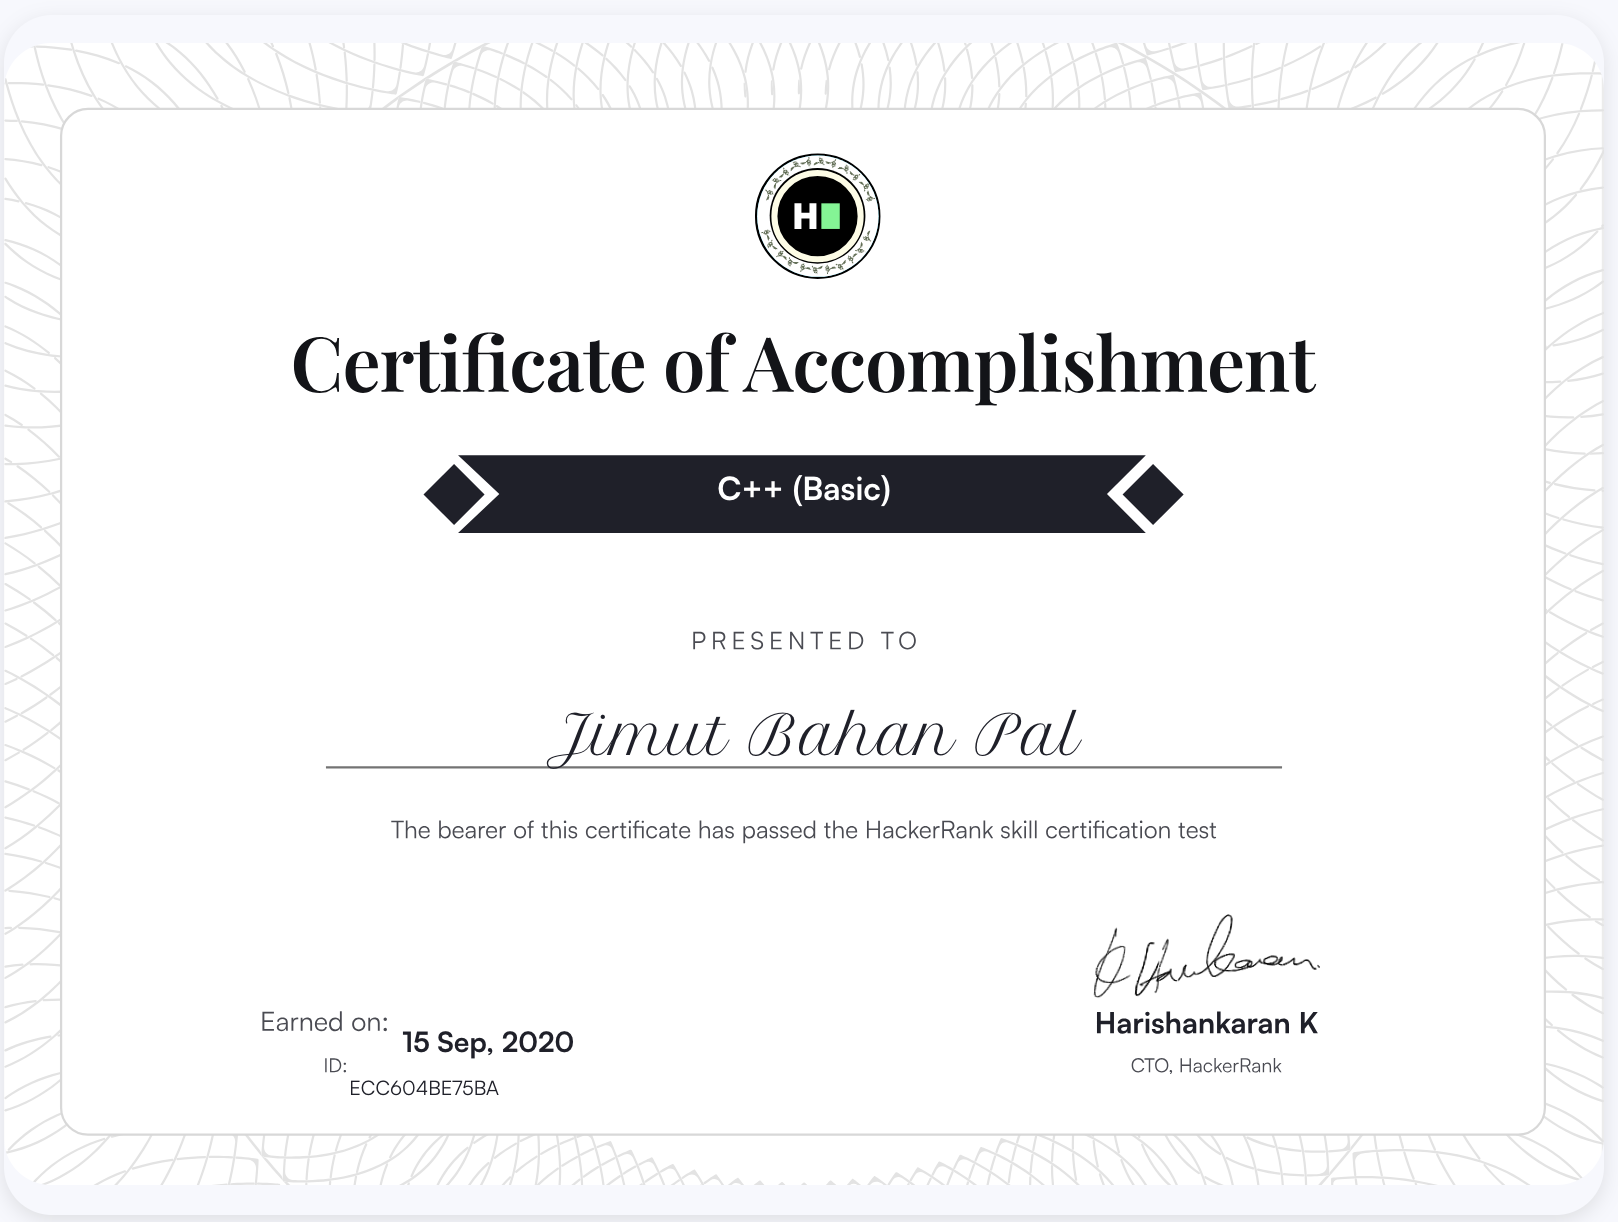 H
Certificate of Accomplishment
C++ (Basic)
PRESENTED TO
Jimut Bahan Pal
The bearer of this certificate has passed the HackerRank skill certification test
Earned on:
15 Sep, 2020
ID:
ECC604BE75BA
K Harishankaran
Harishankaran K
CTO, HackerRank